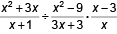 (x² + 3x)/(x + 1) ÷ (x² − 9)/(3x + 3) · (x − 3)/x